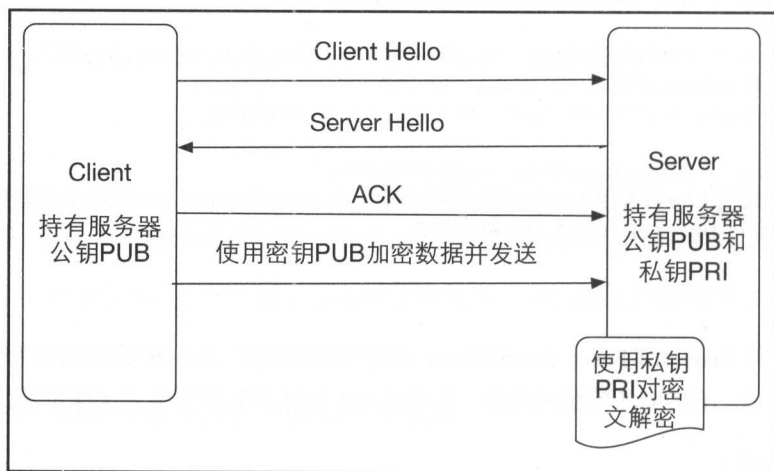 Client Hello
Server Hello
Client
持有服务器
公钥PUB
ACK
使用密钥PUB加密数据并发送
Server
持有服务器
公钥PUB和
私钥PRI
使用私钥
PRI对密
文解密